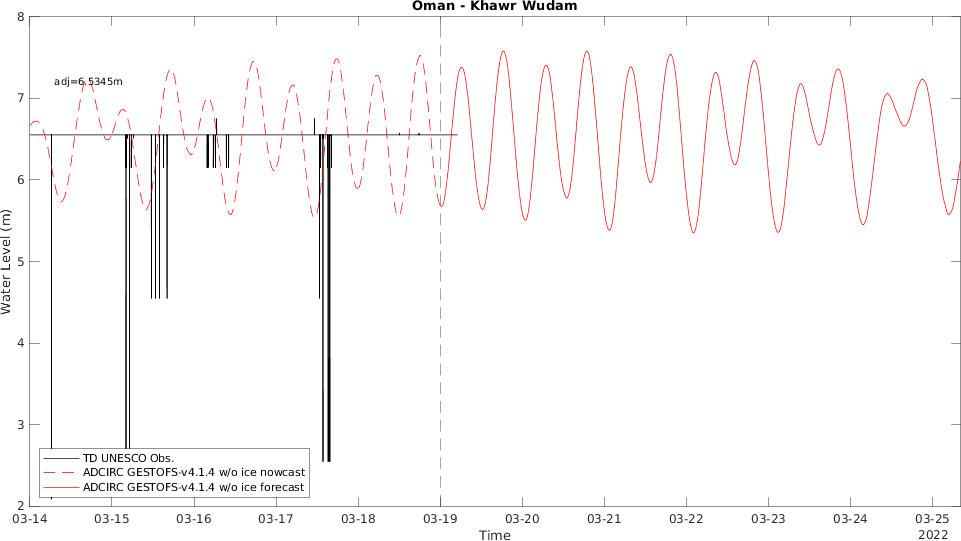 Oman - Khawr Wudam
8
adj=6.5345m
7
6
5
4
3
2
Water Level (m)
TD UNESCO Obs.
ADCIRC GESTOFS-v4.1.4 w/o ice nowcast
ADCIRC GESTOFS-v4.1.4 w/o ice forecast
03-14 03-15 03-16 03-17 03-18 03-19 03-20 03-21 03-22 03-23 03-24 03-25
Time
2022